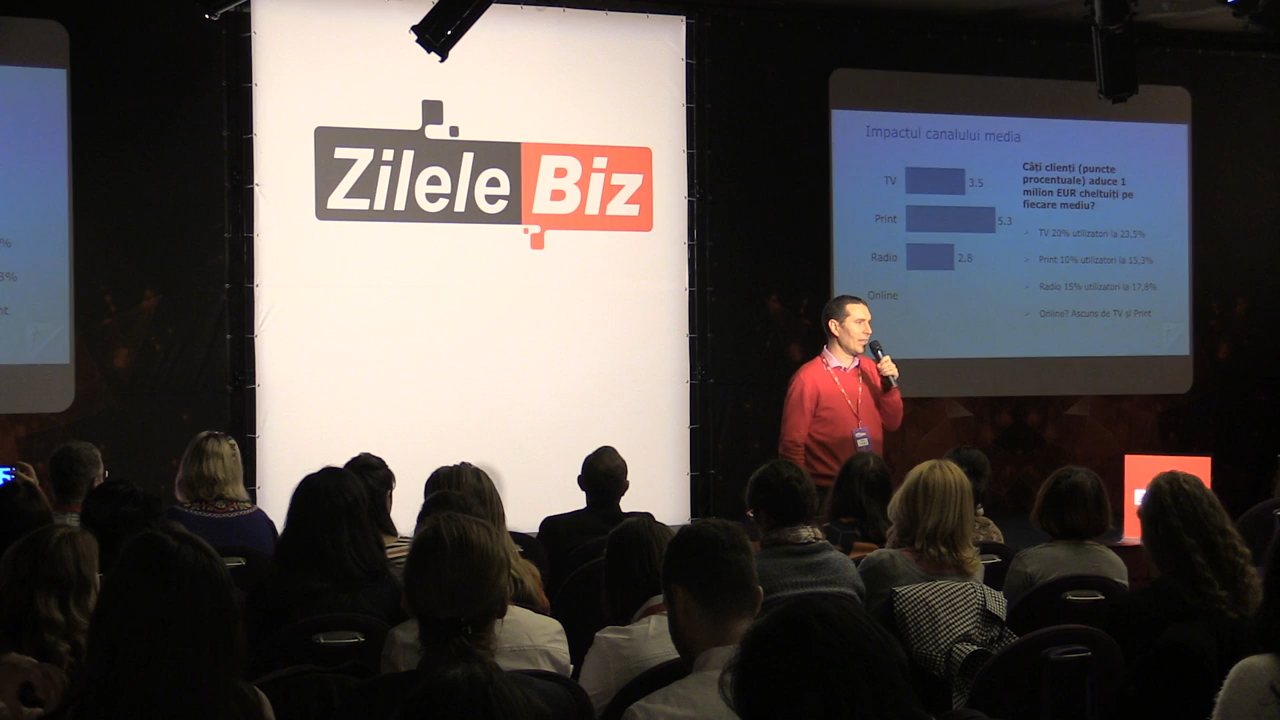 Zilele Biz
Impactul canalului media
TV 3.5
Print 5.3
Radio 2.8
Online
Câți clienți (puncte
procentuale) aduce 1
milion EUR cheltuiți pe
fiecare mediu?
TV 20% utilizatori la 23,5%
Print 10% utilizatori la 15,3%
Radio 15% utilizatori la 17,8%
Online? Ascuns de TV și Print
%
8%
nt